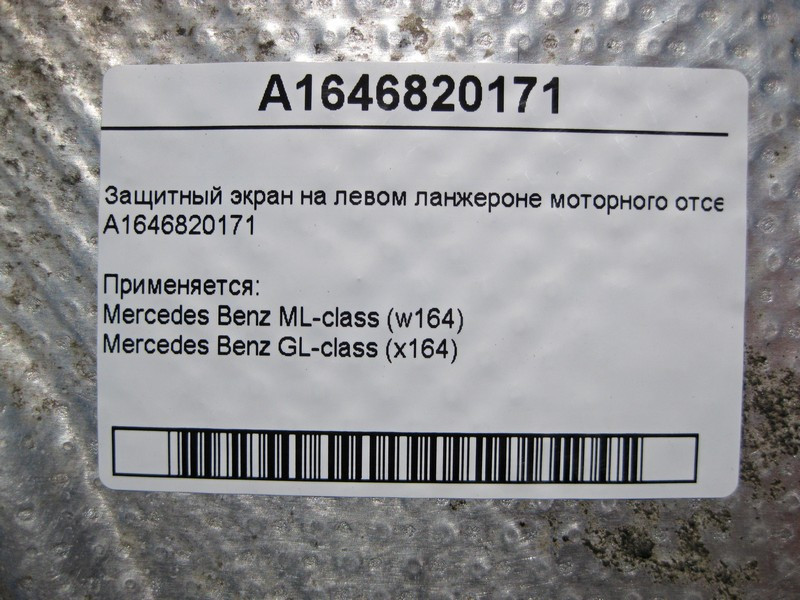 A1646820171
Защитный экран на левом ланжероне моторного отсе
A1646820171
Применяется:
Mercedes Benz ML-class (w164)
Mercedes Benz GL-class (x164)